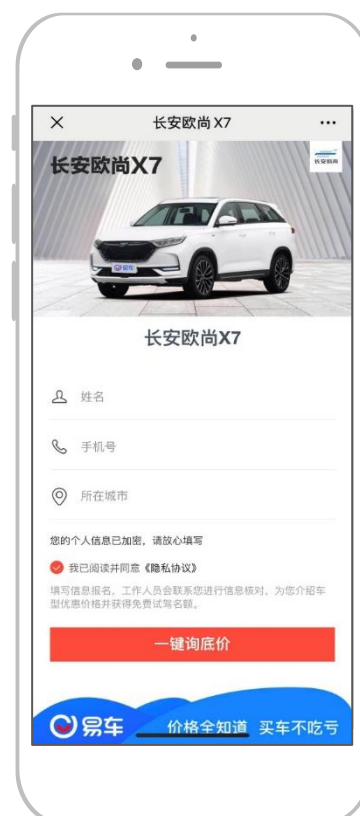 长安欧尚 X7
长安欧尚X7
长安欧尚
易车
长安欧尚X7
姓名
手机号
所在城市
您的个人信息已加密，请放心填写
我已阅读并同意《隐私协议》
填写信息报名，工作人员会联系您进行信息核对，为您介绍车
型优惠价格并获得免费试驾名额。
一键询底价
易车
价格全知道 买车不吃亏